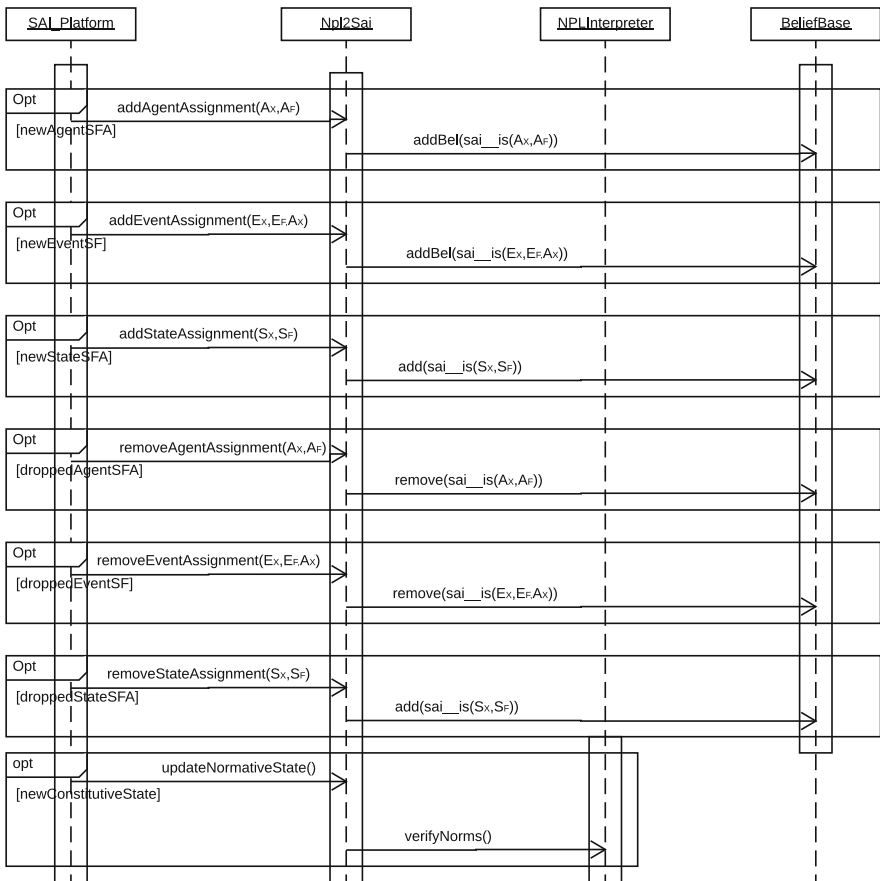 SAI_Platform Npl2Sai NPLInterpreter BeliefBase
Opt
addAgentAssignment(Ax,AF)
[newAgentSFA]
addBel(sai__is(Ax,AF))
Opt
addEventAssignment(Ex,EF,Ax)
[newEventSF]
addBel(sai__is(Ex,EF,Ax))
Opt
addStateAssignment(Sx,SF)
[newStateSFA]
add(sai__is(Sx,SF))
Opt
removeAgentAssignment(Ax,AF)
[droppedAgentSFA]
remove(sai__is(Ax,AF))
Opt
removeEventAssignment(Ex,EF,Ax)
[droppedEventSF]
remove(sai__is(Ex,EF,Ax))
Opt
removeStateAssignment(Sx,SF)
[droppedStateSFA]
add(sai__is(Sx,SF))
opt
updateNormativeState()
[newConstitutiveState]
verifyNorms()